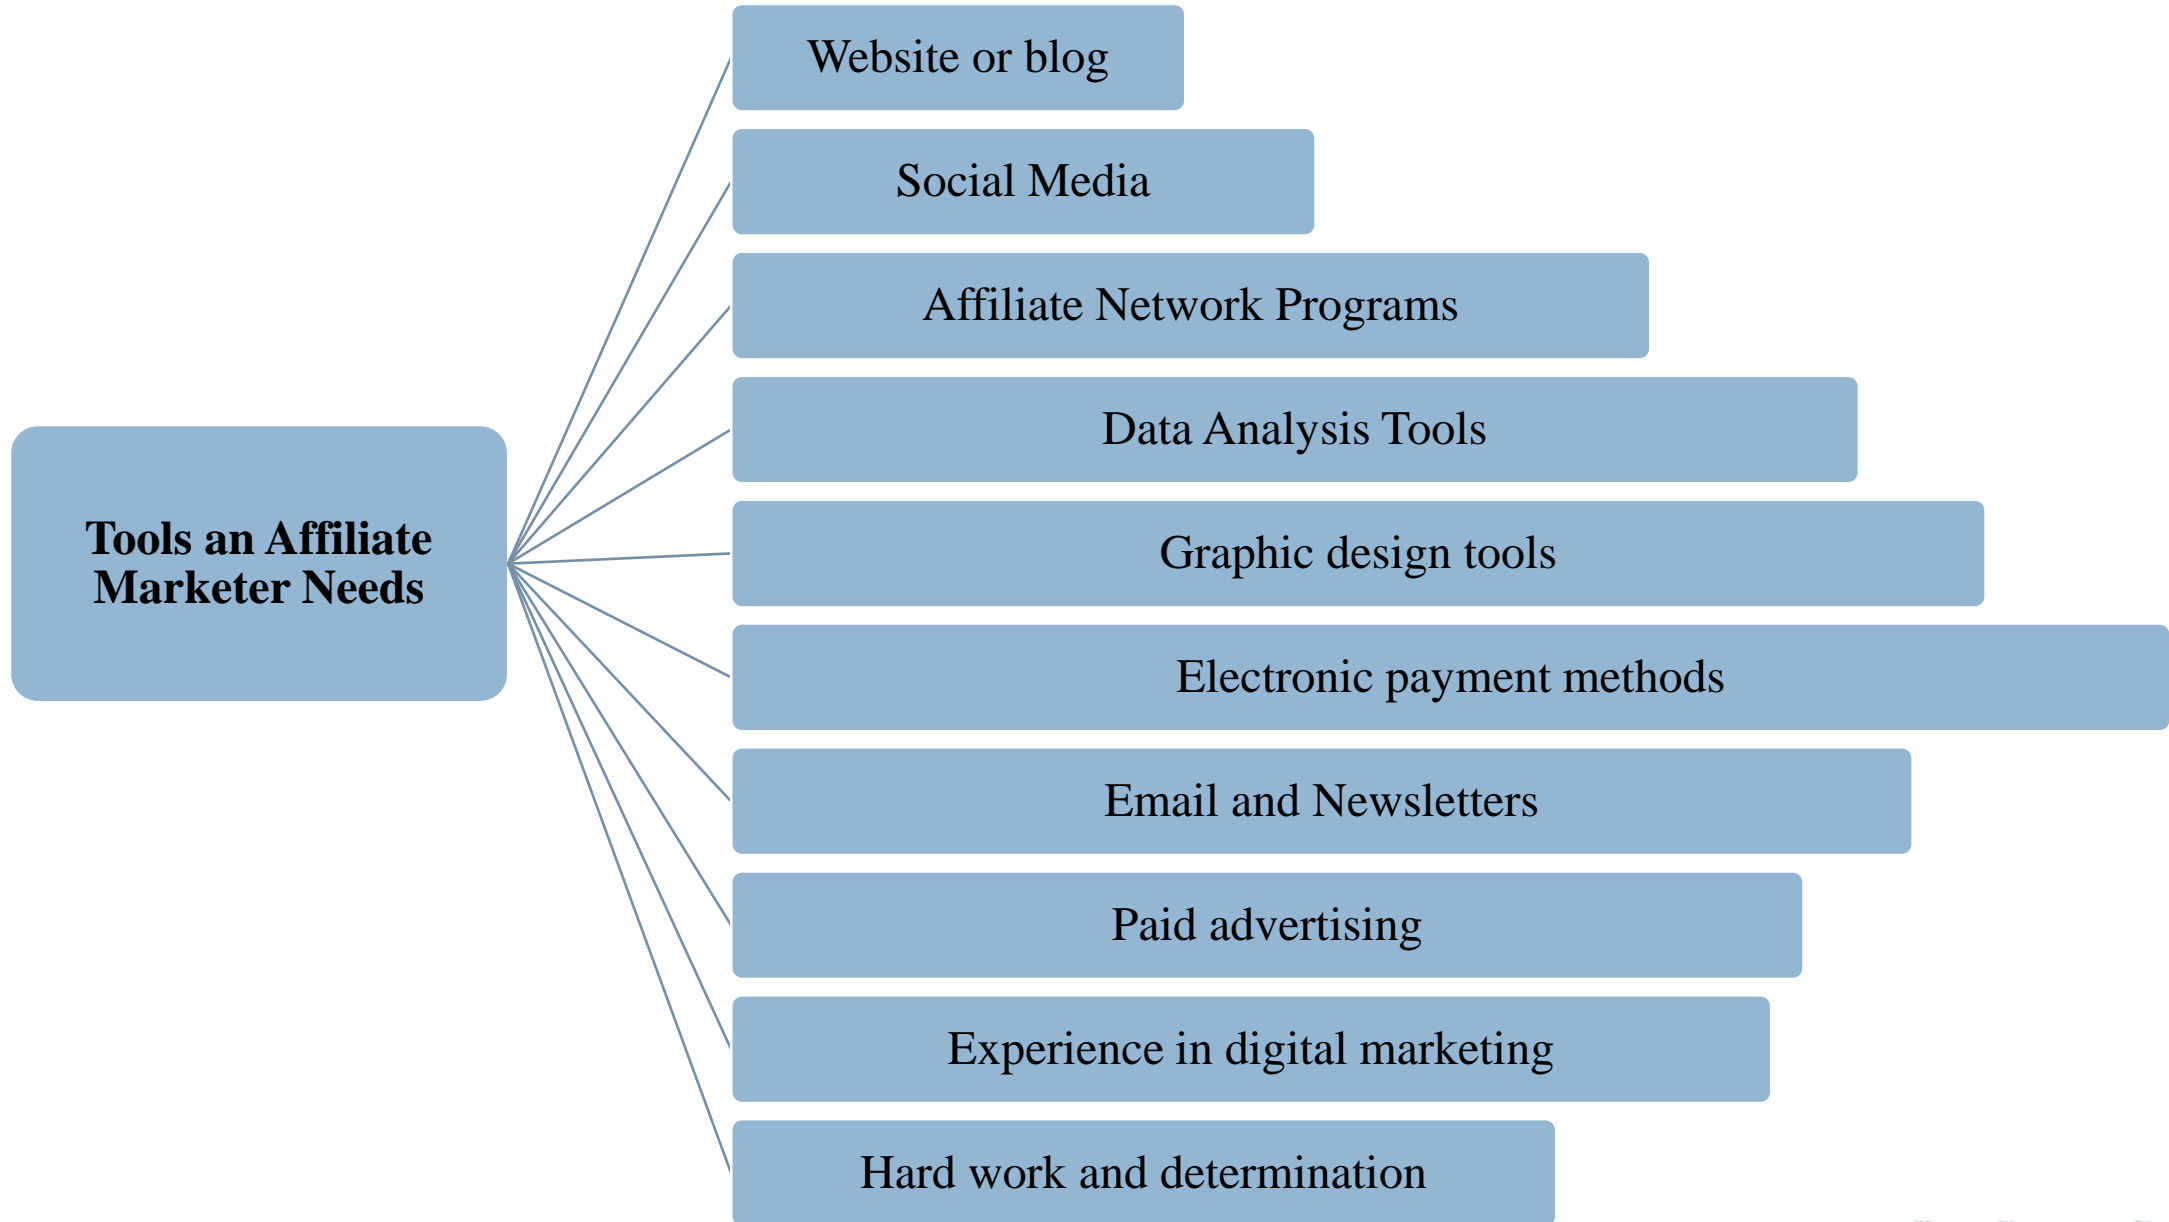 Website or blog
Social Media
Affiliate Network Programs
Data Analysis Tools
Tools an Affiliate
Marketer Needs
Graphic design tools
Electronic payment methods
Email and Newsletters
Paid advertising
Experience in digital marketing
Hard work and determination